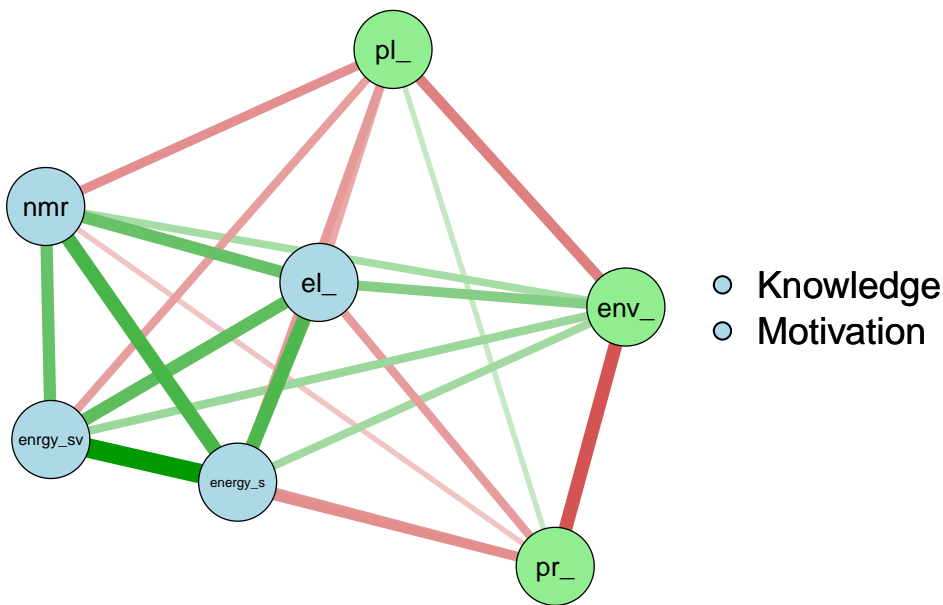 pl_
nmr
el_
env_
Knowledge
Motivation
enrgy_sv
energy_s
pr_